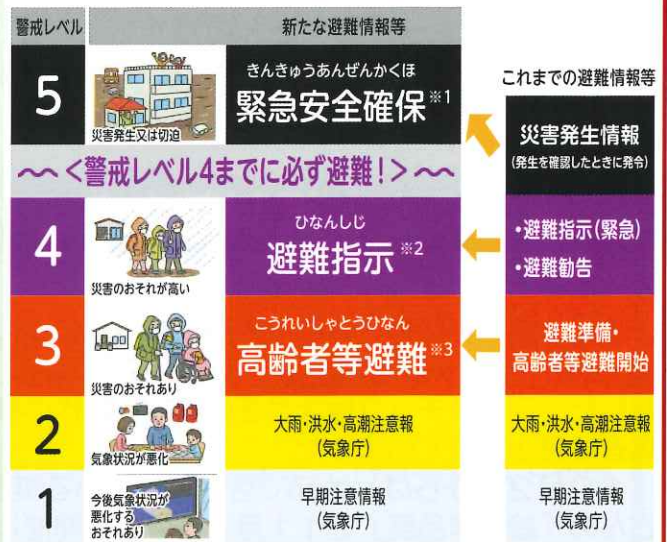 警戒レベル
新たな避難情報等
5
災害発生又は切迫
きんきゅうあんぜんかくほ
緊急安全確保※1
〜〜<警戒レベル4までに必ず避難!>〜〜
4
災害のおそれが高い
ひなんしじ
避難指示※2
3
災害のおそれあり
こうれいしゃとうひなん
高齢者等避難※3
2
気象状況が悪化
大雨・洪水・高潮注意報
(気象庁)
1
今後気象状況が
悪化する
おそれあり
早期注意情報
(気象庁)
これまでの避難情報等
災害発生情報
(発生を確認したときに発令)
・避難指示(緊急)
・避難勧告
避難準備・
高齢者等避難開始
大雨・洪水・高潮注意報
(気象庁)
早期注意情報
(気象庁)